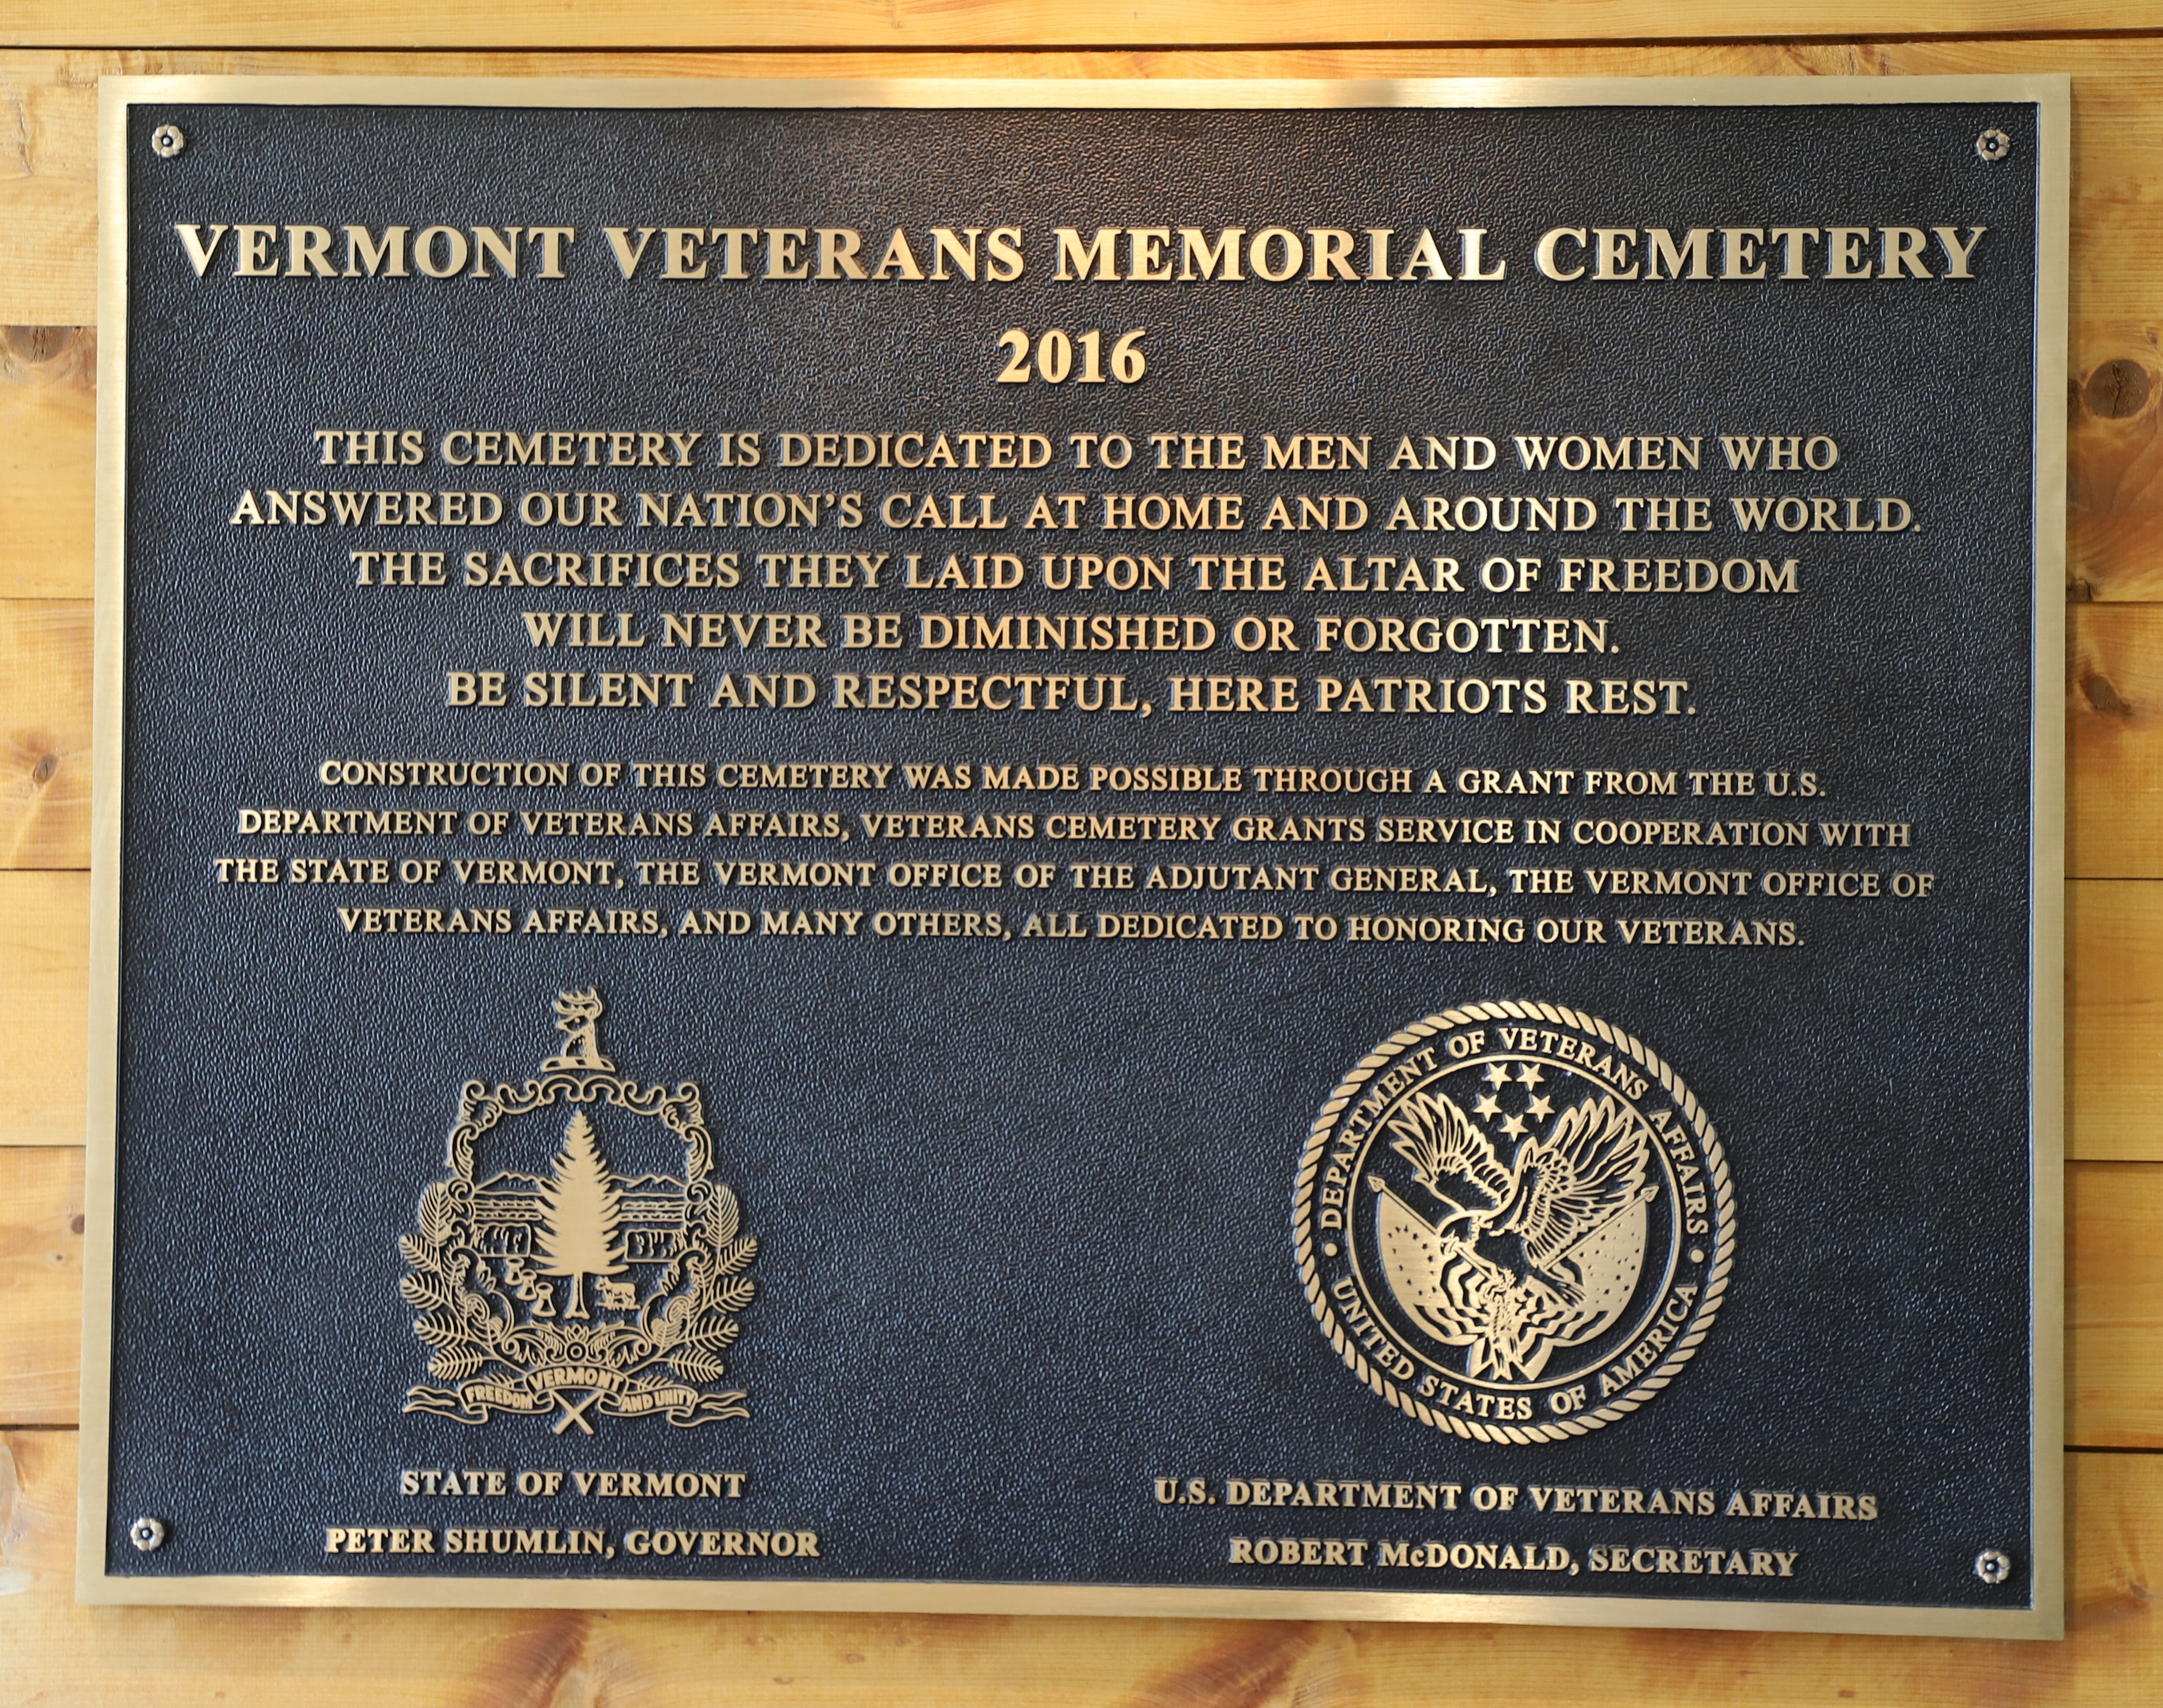 VERMONT VETERANS MEMORIAL CEMETERY
2016
THIS CEMETERY IS DEDICATED TO THE MEN AND WOMEN WHO
ANSWERED OUR NATION'S CALL AT HOME AND AROUND THE WORLD.
THE SACRIFICES THEY LAID UPON THE ALTAR OF FREEDOM
WILL NEVER BE DIMINISHED OR FORGOTTEN.
BE SILENT AND RESPECTFUL, HERE PATRIOTS REST.
CONSTRUCTION OF THIS CEMETERY WAS MADE POSSIBLE THROUGH A GRANT FROM THE U.S.
DEPARTMENT OF VETERANS AFFAIRS, VETERANS CEMETERY GRANTS SERVICE IN COOPERATION WITH
THE STATE OF VERMONT, THE VERMONT OFFICE OF THE ADJUTANT GENERAL, THE VERMONT OFFICE OF
VETERANS AFFAIRS, AND MANY OTHERS, ALL DEDICATED TO HONORING OUR VETERANS.
FREEDOM VERMONT AND UNITY
DEPARTMENT OF VETERANS AFFAIRS
UNITED STATES OF AMERICA
STATE OF VERMONT
PETER SHUMLIN, GOVERNOR
U.S. DEPARTMENT OF VETERANS AFFAIRS
ROBERT McDONALD, SECRETARY